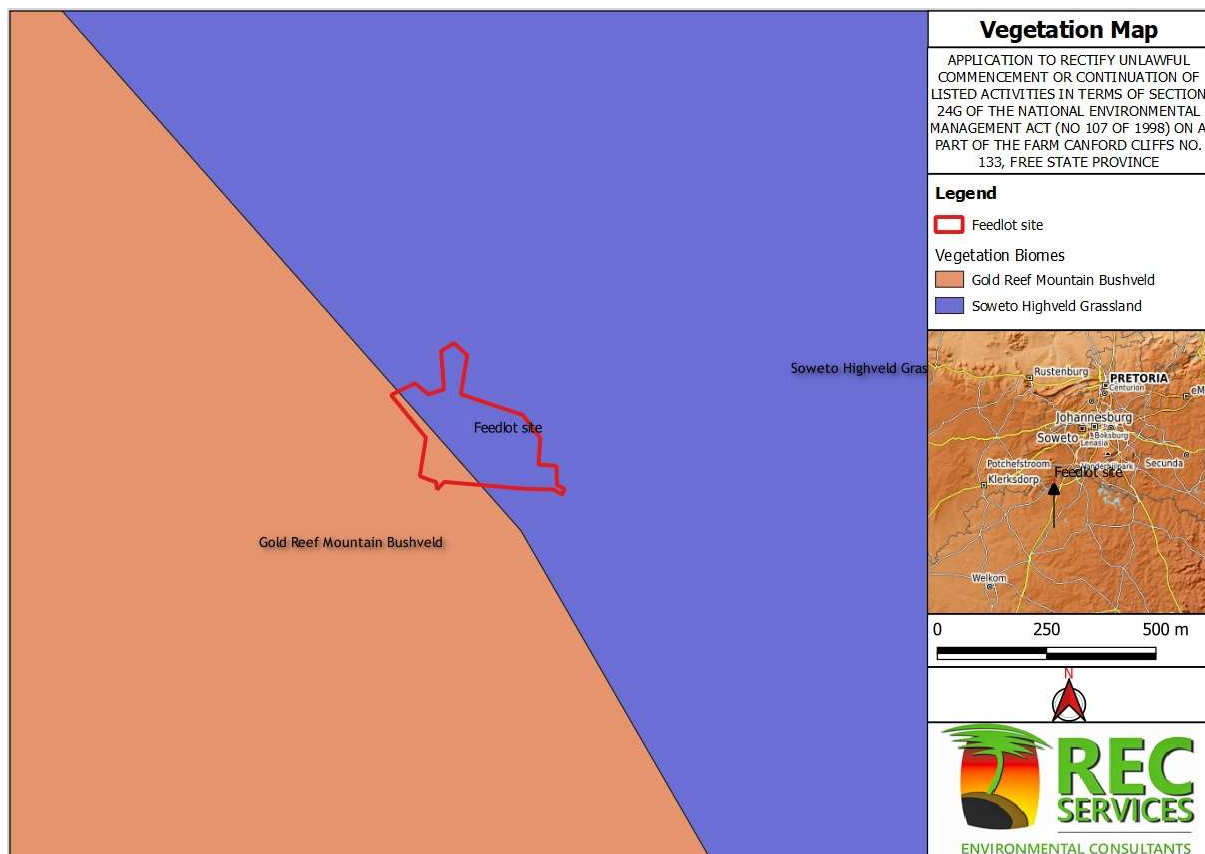 Vegetation Map
APPLICATION TO RECTIFY UNLAWFUL
COMMENCEMENT OR CONTINUATION OF
LISTED ACTIVITIES IN TERMS OF SECTION
24G OF THE NATIONAL ENVIRONMENTAL
MANAGEMENT ACT (NO 107 OF 1998) ON A
PART OF THE FARM CANFORD CLIFFS NO.
133, FREE STATE PROVINCE
Legend
Feedlot site
Vegetation Biomes
Gold Reef Mountain Bushveld
Soweto Highveld Grassland
Soweto Highveld Gras
Feedlot site
Gold Reef Mountain Bushveld
Rustenburg
PRETORIA
Centurion
eM
Johannesburg
Soweto
Boksburg
Lenasia
Potchefstroom
Vanderbijlpark
Secunda
Feedlot site
Klerksdorp
Welkom
0 250 500 m
N
REC
SERVICES
ENVIRONMENTAL CONSULTANTS